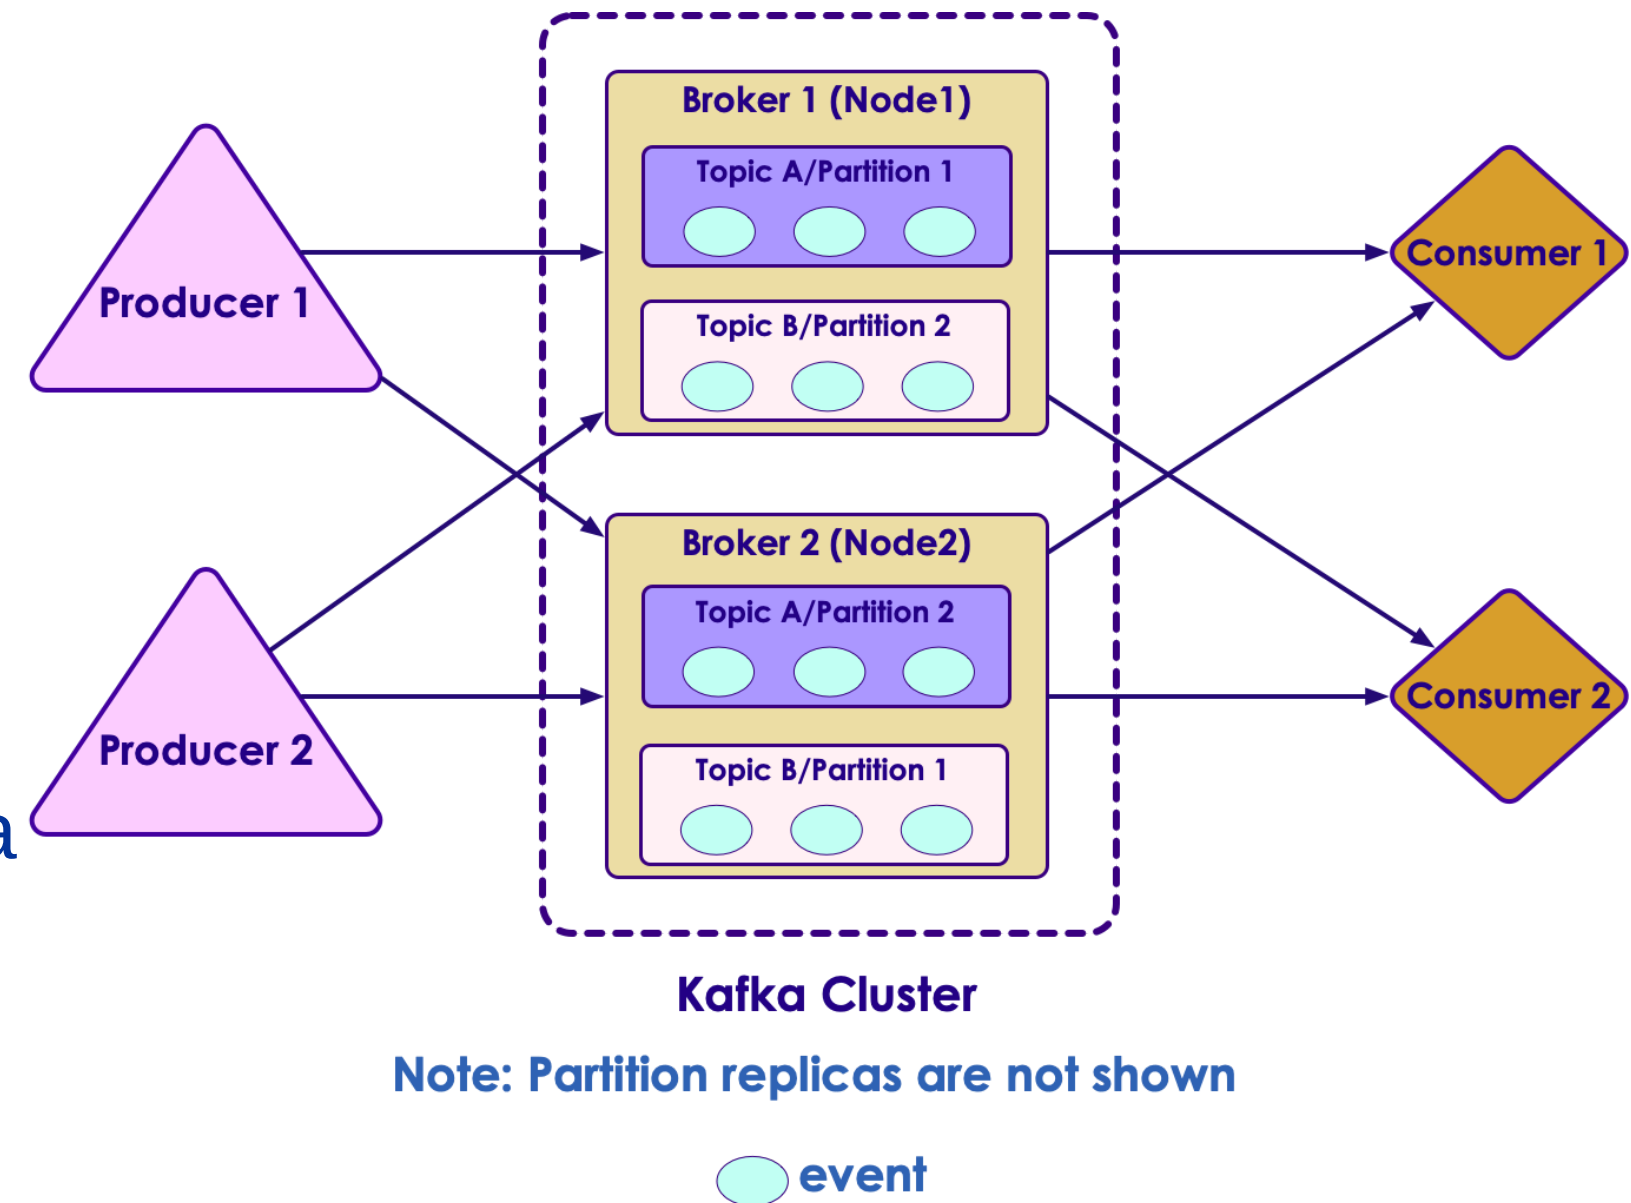 Broker 1 (Node1)
Topic A/Partition 1
Topic B/Partition 2
Producer 1
Consumer 1
Broker 2 (Node2)
Topic A/Partition 2
Topic B/Partition 1
Producer 2
Consumer 2
a
Kafka Cluster
Note: Partition replicas are not shown
event